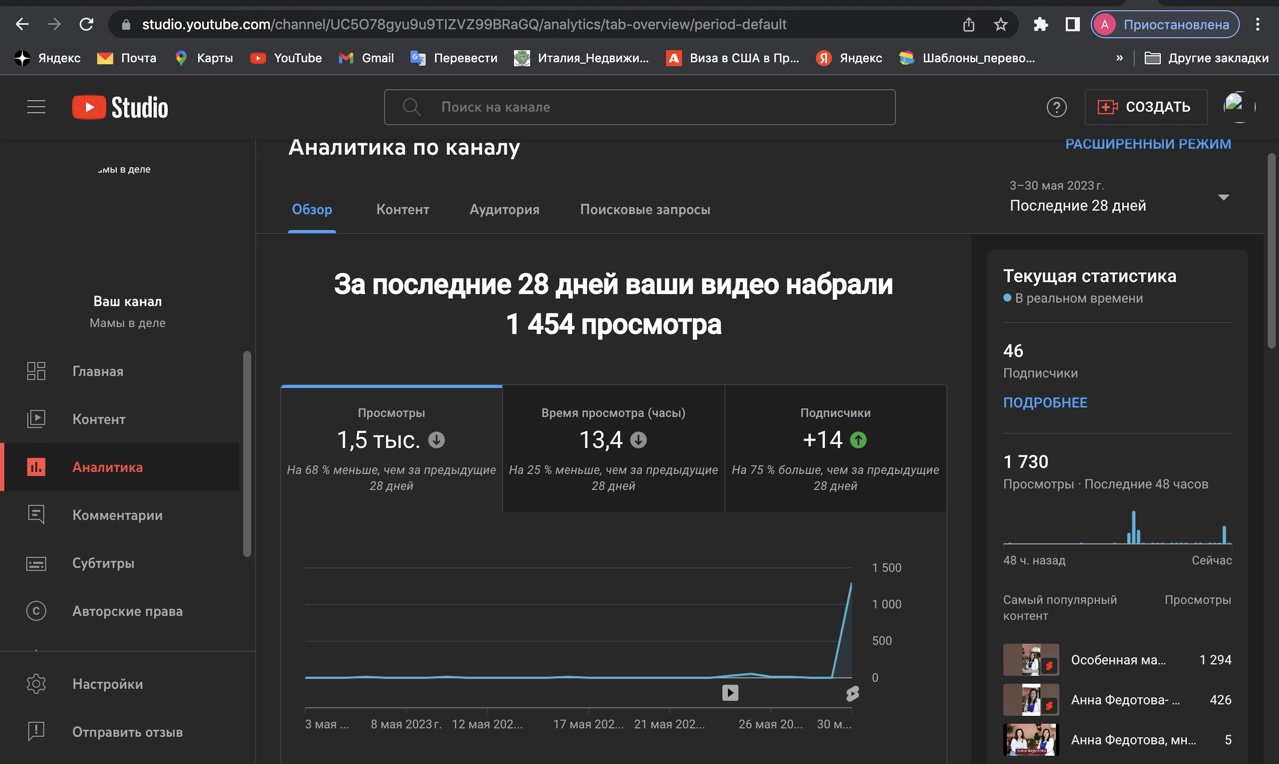 studio.youtube.com/channel/UC5O78gyu9u9TIZVZ99BRaGQ/analytics/tab-overview/period-default
А Приостановлена
Яндекс Почта Карты YouTube Gmail Перевести Италия_Недвижи... Виза в США в Пр... Яндекс Шаблоны_перево... » Другие закладки
Studio
Поиск на канале
СОЗДАТЬ
Мамы в деле
Ваш канал
Мамы в деле
Главная
Контент
Аналитика
Комментарии
Субтитры
Авторские права
Настройки
Отправить отзыв
Аналитика по каналу
РАСШИРЕННЫЙ РЕЖИМ
Обзор Контент Аудитория Поисковые запросы
3–30 мая 2023 г.
Последние 28 дней
За последние 28 дней ваши видео набрали
1 454 просмотра
Просмотры
1,5 тыс.
На 68 % меньше, чем за предыдущие
28 дней
Время просмотра (часы)
13,4
На 25 % меньше, чем за предыдущие
28 дней
Подписчики
+14
На 75 % больше, чем за предыдущие
28 дней
1 500
1 000
500
0
3 мая ... 8 мая 2023 г. 12 мая 202... 17 мая 202... 21 мая 202... 26 мая 20... 30 м...
Текущая статистика
В реальном времени
46
Подписчики
ПОДРОБНЕЕ
1 730
Просмотры · Последние 48 часов
48 ч. назад Сейчас
Самый популярный
контент
Просмотры
Особенная ма... 1 294
Анна Федотова- ... 426
Анна Федотова, мн... 5